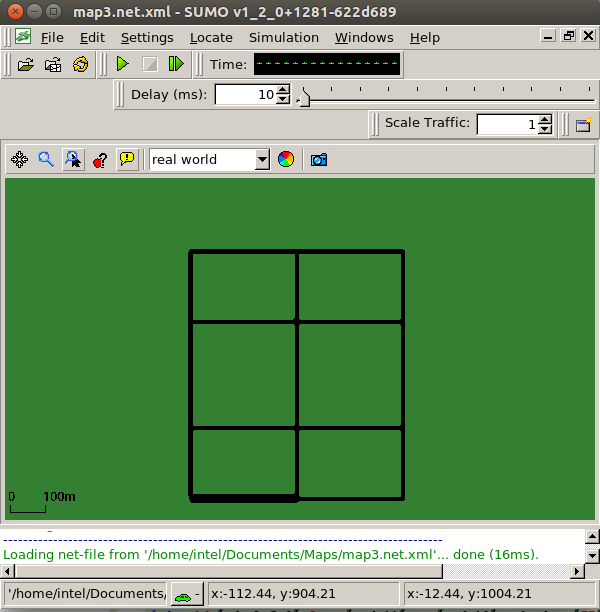 map3.net.xml - SUMO v1_2_0+1281-622d689
File Edit Settings Locate Simulation Windows Help
Time:
Delay (ms): 10
Scale Traffic: 1
real world
0 100m
Loading net-file from '/home/intel/Documents/Maps/map3.net.xml'... done (16ms).
'/home/intel/Documents/ - x:-112.44, y:904.21 x:-12.44, y:1004.21